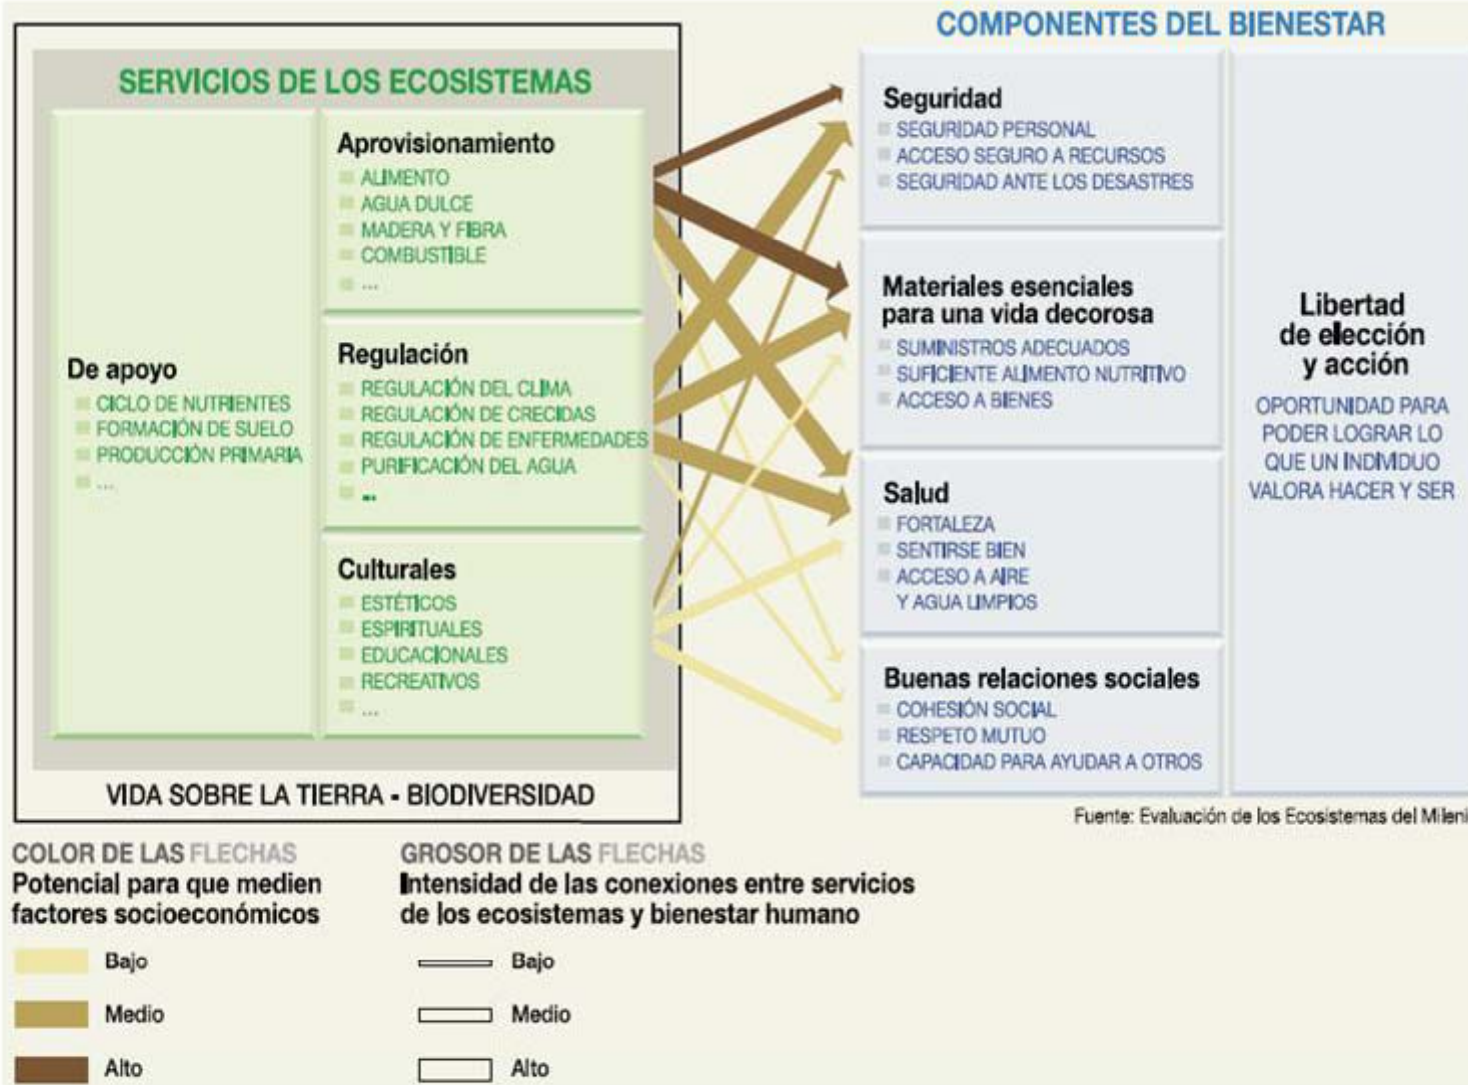 SERVICIOS DE LOS ECOSISTEMAS
De apoyo
CICLO DE NUTRIENTES
FORMACIÓN DE SUELO
PRODUCCIÓN PRIMARIA
...
Aprovisionamiento
ALIMENTO
AGUA DULCE
MADERA Y FIBRA
COMBUSTIBLE
...
Regulación
REGULACIÓN DEL CLIMA
REGULACIÓN DE CRECIDAS
REGULACIÓN DE ENFERMEDADES
PURIFICACIÓN DEL AGUA
...
Culturales
ESTÉTICOS
ESPIRITUALES
EDUCACIONALES
RECREATIVOS
...
VIDA SOBRE LA TIERRA - BIODIVERSIDAD
COMPONENTES DEL BIENESTAR
Seguridad
SEGURIDAD PERSONAL
ACCESO SEGURO A RECURSOS
SEGURIDAD ANTE LOS DESASTRES
Materiales esenciales
para una vida decorosa
SUMINISTROS ADECUADOS
SUFICIENTE ALIMENTO NUTRITIVO
ACCESO A BIENES
Salud
FORTALEZA
SENTIRSE BIEN
ACCESO A AIRE
Y AGUA LIMPIOS
Buenas relaciones sociales
COHESIÓN SOCIAL
RESPETO MUTUO
CAPACIDAD PARA AYUDAR A OTROS
Libertad
de elección
y acción
OPORTUNIDAD PARA
PODER LOGRAR LO
QUE UN INDIVIDUO
VALORA HACER Y SER
Fuente: Evaluación de los Ecosistemas del Mileni
COLOR DE LAS FLECHAS
Potencial para que medien
factores socioeconómicos
Bajo
Medio
Alto
GROSOR DE LAS FLECHAS
Intensidad de las conexiones entre servicios
de los ecosistemas y bienestar humano
Bajo
Medio
Alto